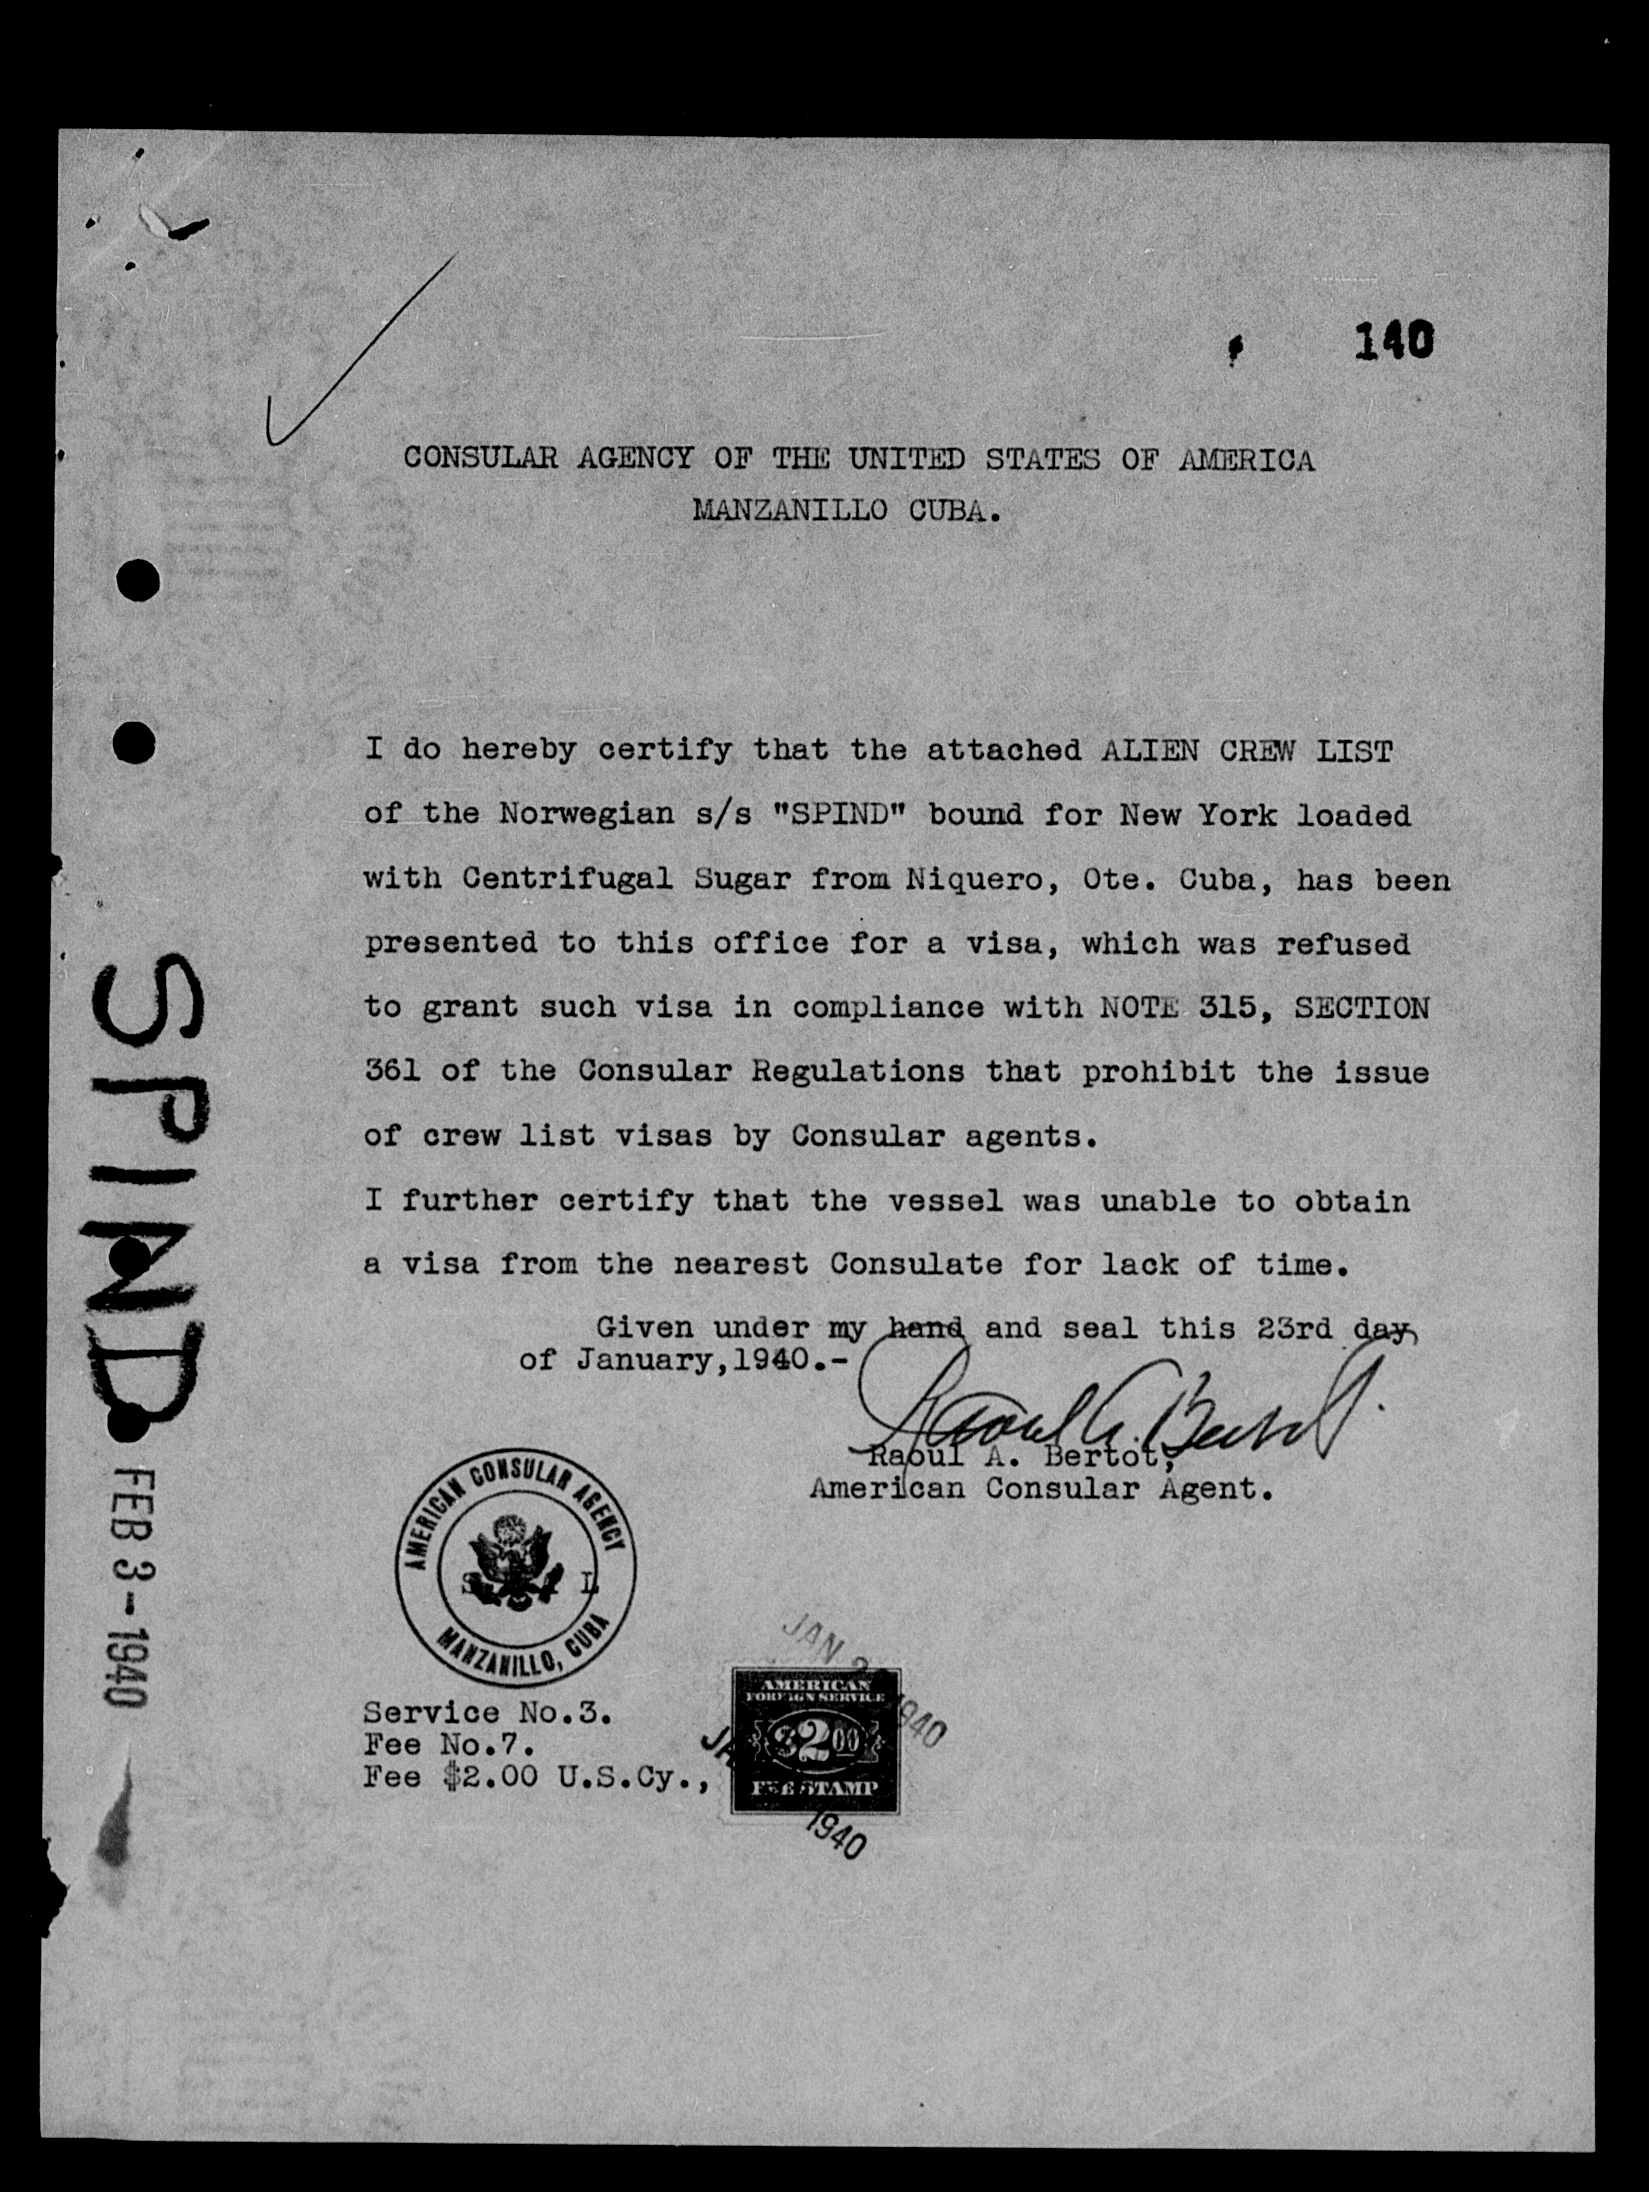 140
CONSULAR AGENCY OF THE UNITED STATES OF AMERICA
MANZANILLO CUBA.
I do hereby certify that the attached ALIEN CREW LIST
of the Norwegian s/s "SPIND" bound for New York loaded
with Centrifugal Sugar from Niquero, Ote. Cuba, has been
presented to this office for a visa, which was refused
to grant such visa in compliance with NOTE 315, SECTION
361 of the Consular Regulations that prohibit the issue
of crew list visas by Consular agents.
I further certify that the vessel was unable to obtain
a visa from the nearest Consulate for lack of time.
Given under my hand and seal this 23rd day
of January,1940.-
Raoul A. Bertot
Raoul A. Bertot,
American Consular Agent.
AMERICAN CONSULAR AGENCY
MANZANILLO, CUBA
Service No.3.
Fee No.7.
Fee $2.00 U.S.Cy.,
JAN 1940
AMERICAN
FOREIGN SERVICE
$2.00
FEE STAMP
1940
SPIND
FEB 3-1940